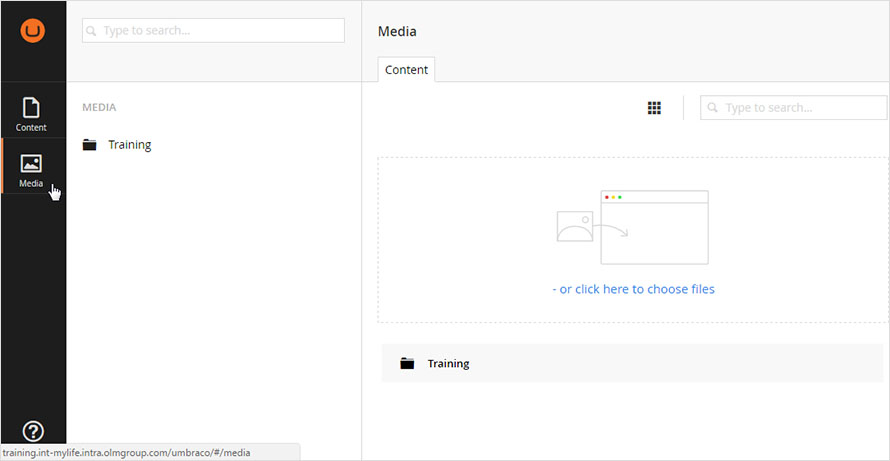 Type to search...
Content
Media
MEDIA
Training
Media
Content
Type to search...
- or click here to choose files
Training
training.int-mylife.intra.olmgroup.com/umbraco/#/media